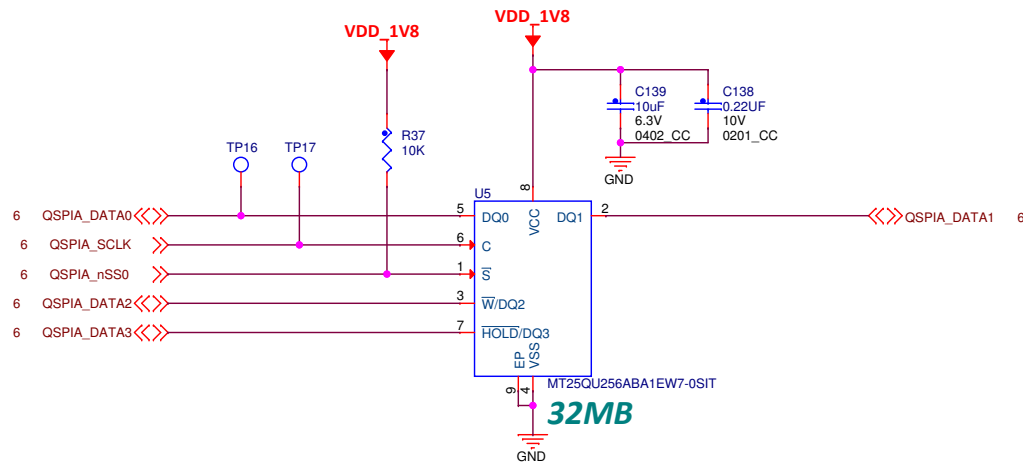 VDD_1V8
VDD_1V8
C139
10uF
6.3V
0402_CC
C138
0.22UF
10V
0201_CC
R37
10K
TP16
TP17
GND
U5
8
VCC
6 QSPIA_DATA0 5 DQ0
DQ1 2 QSPIA_DATA1 6
6 QSPIA_SCLK 6 C
6 QSPIA_nSS0 1 S
6 QSPIA_DATA2 3 W/DQ2
6 QSPIA_DATA3 7 HOLD/DQ3
EP
VSS
9
4
MT25QU256ABA1EW7-0SIT
32MB
GND